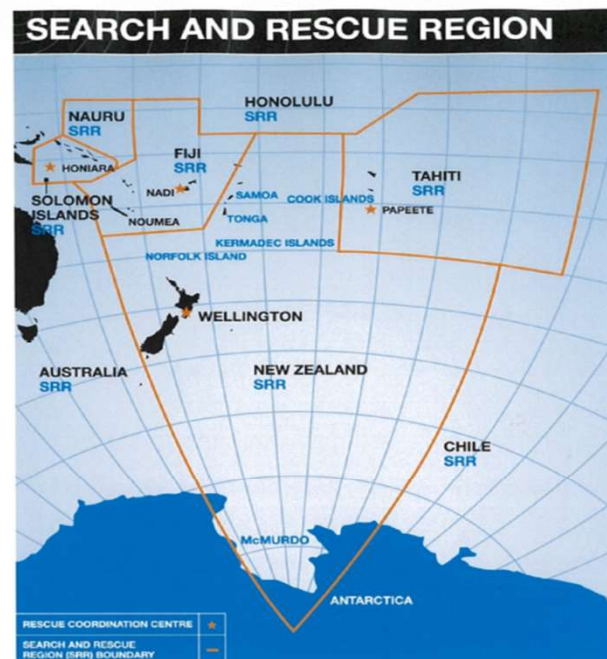 SEARCH AND RESCUE REGION
HONOLULU
SRR
NAURU
SRR
FIJI
SRR
HONIARA
TAHITI
SRR
NADI
SAMOA
COOK ISLANDS
SOLOMON
ISLANDS
SRR
PAPEETE
NOUMEA
TONGA
KERMADEC ISLANDS
NORFOLK ISLAND
WELLINGTON
AUSTRALIA
SRR
NEW ZEALAND
SRR
CHILE
SRR
McMURDO
ANTARCTICA
RESCUE COORDINATION CENTRE
SEARCH AND RESCUE
REGION (SRR) BOUNDARY